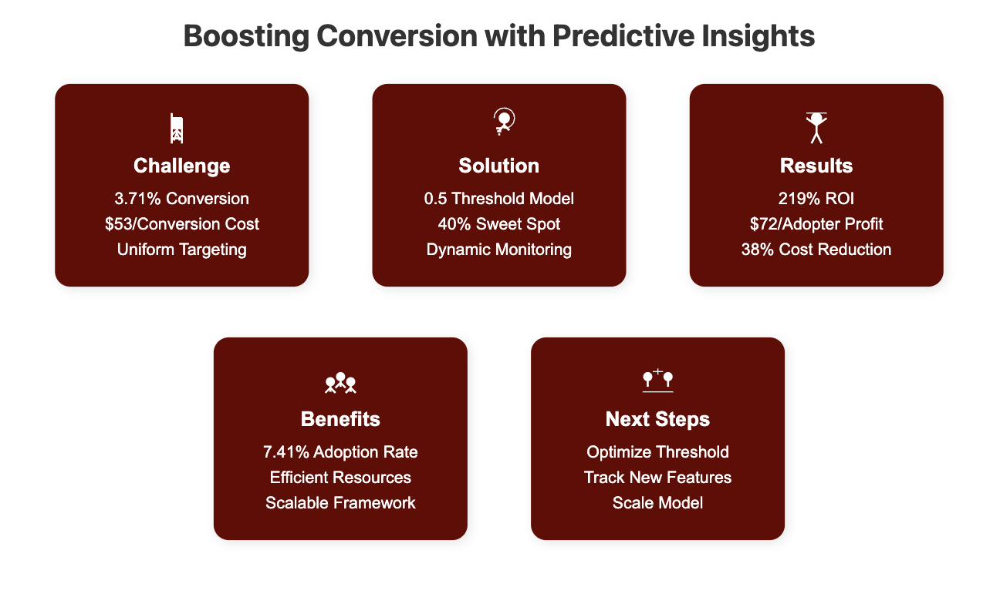 Boosting Conversion with Predictive Insights
Challenge
3.71% Conversion
$53/Conversion Cost
Uniform Targeting
Solution
0.5 Threshold Model
40% Sweet Spot
Dynamic Monitoring
Results
219% ROI
$72/Adopter Profit
38% Cost Reduction
Benefits
7.41% Adoption Rate
Efficient Resources
Scalable Framework
Next Steps
Optimize Threshold
Track New Features
Scale Model